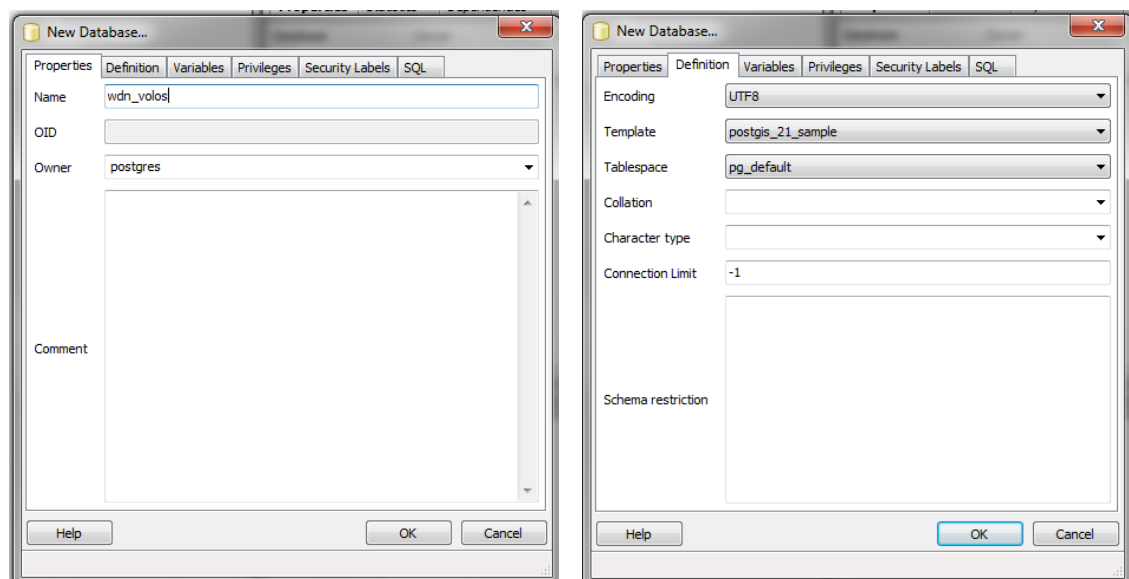 New Database...
Properties Definition Variables Privileges Security Labels SQL
Name wdn_volos
OID
Owner postgres
Comment
Help OK Cancel
New Database...
Properties Definition Variables Privileges Security Labels SQL
Encoding UTF8
Template postgis_21_sample
Tablespace pg_default
Collation
Character type
Connection Limit -1
Schema restriction
Help OK Cancel